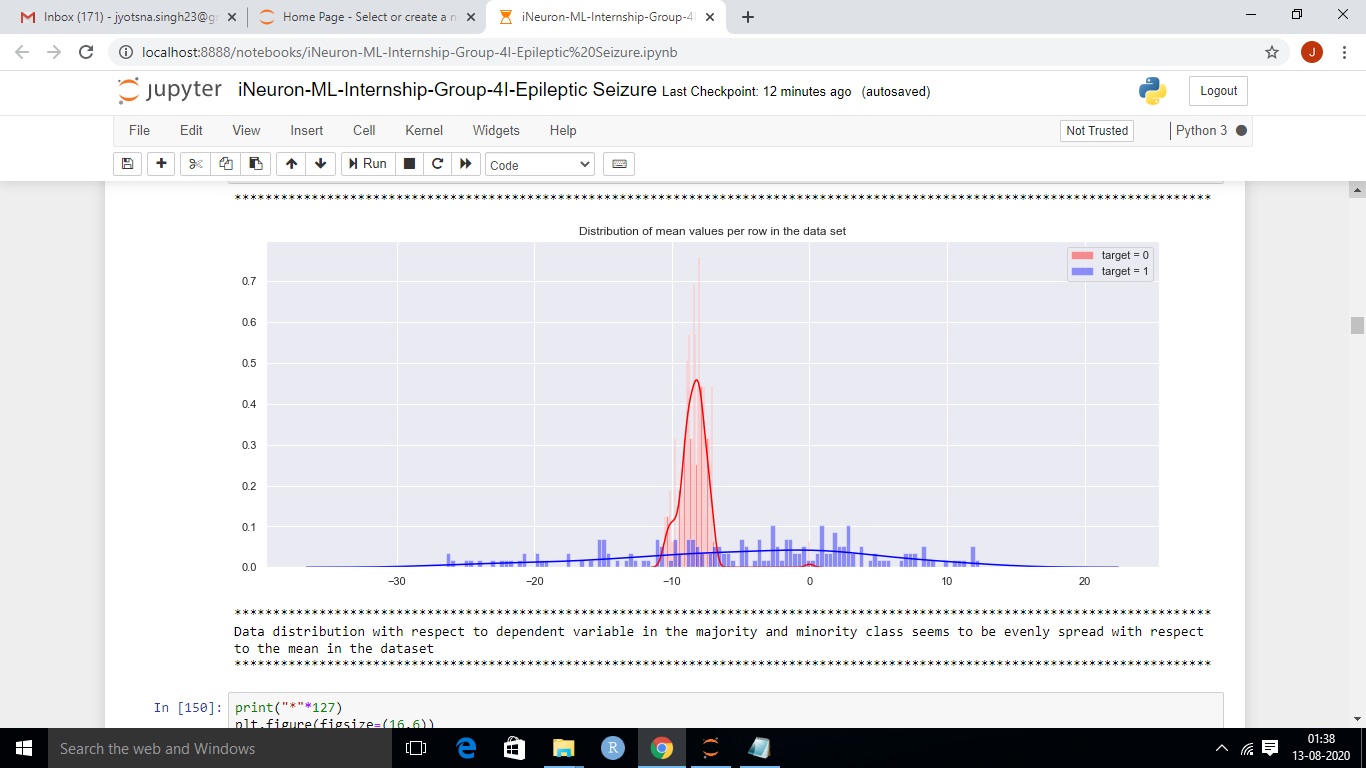 Inbox (171) - jyotsna.singh23@g
Home Page - Select or create a n
iNeuron-ML-Internship-Group-4I
localhost:8888/notebooks/iNeuron-ML-Internship-Group-4I-Epileptic%20Seizure.ipynb
J
jupyter iNeuron-ML-Internship-Group-4I-Epileptic Seizure Last Checkpoint: 12 minutes ago (autosaved)
Logout
File Edit View Insert Cell Kernel Widgets Help
Not Trusted
Python 3
Run
Code
*******************************************************************************************************************************
Distribution of mean values per row in the data set
target = 0
target = 1
0.7
0.6
0.5
0.4
0.3
0.2
0.1
0.0
−30 −20 −10 0 10 20
*******************************************************************************************************************************
Data distribution with respect to dependent variable in the majority and minority class seems to be evenly spread with respect
to the mean in the dataset
*******************************************************************************************************************************
In [150]: print("*"*127)
plt.figure(figsize=(16,6))
Search the web and Windows
R
01:38
13-08-2020